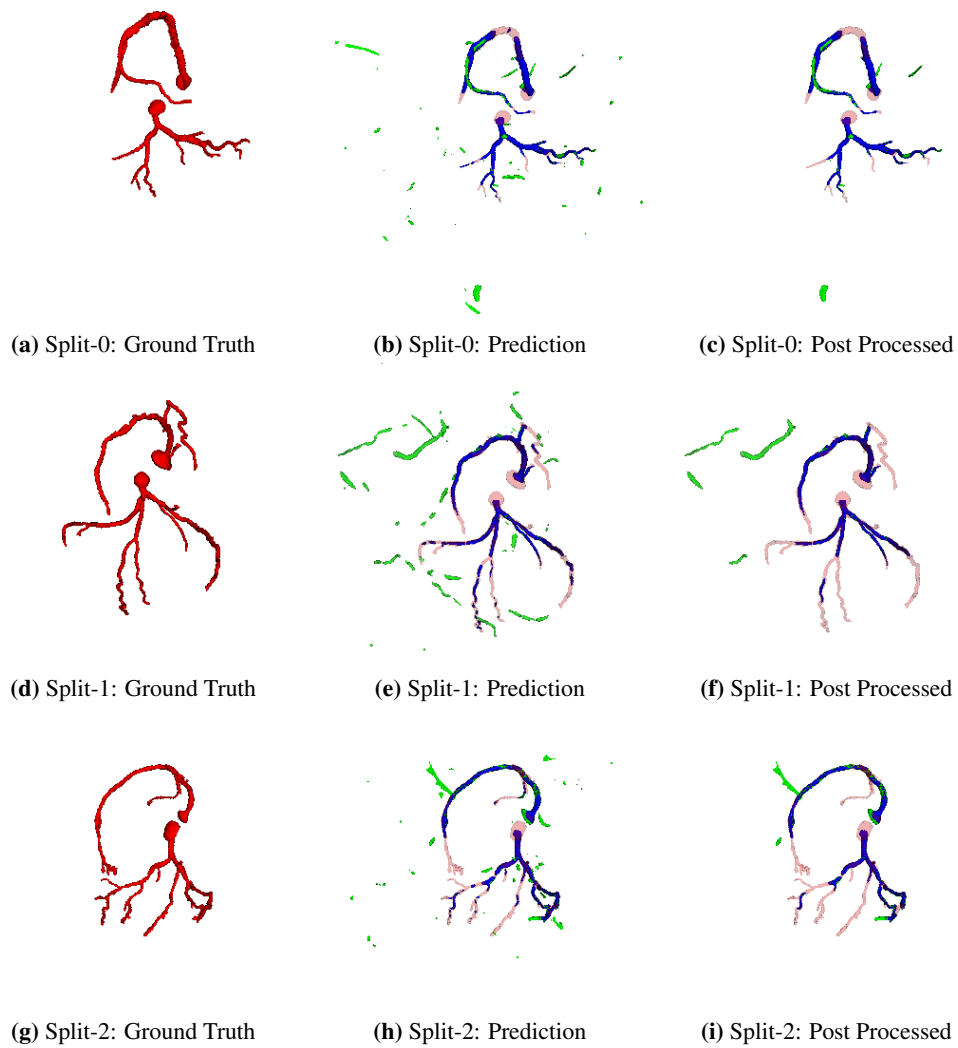 (a) Split-0: Ground Truth
(b) Split-0: Prediction
(c) Split-0: Post Processed
(d) Split-1: Ground Truth
(e) Split-1: Prediction
(f) Split-1: Post Processed
(g) Split-2: Ground Truth
(h) Split-2: Prediction
(i) Split-2: Post Processed